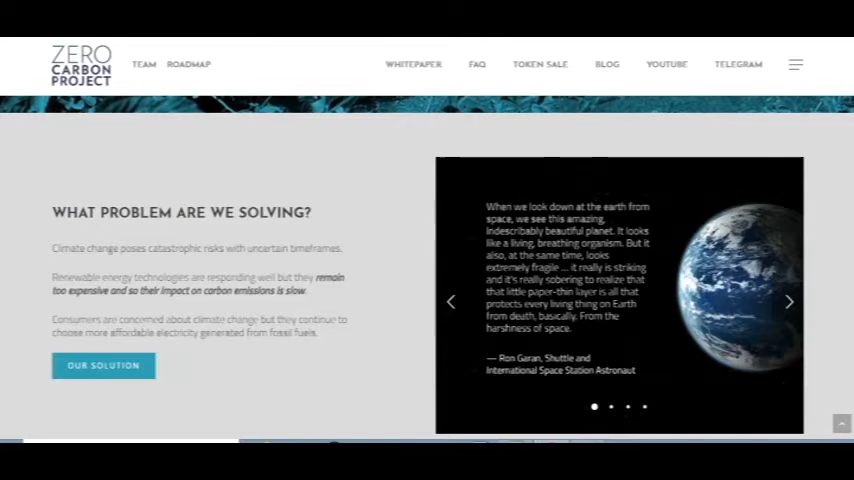 ZERO
CARBON
PROJECT
TEAM ROADMAP WHITEPAPER FAQ TOKEN SALE BLOG YOUTUBE TELEGRAM
WHAT PROBLEM ARE WE SOLVING?
Climate change poses catastrophic risks with uncertain timeframes.
Renewable energy technologies are responding well but they remain
too expensive and so their impact on carbon emissions is slow.
Consumers are concerned about climate change but they continue to
choose more affordable electricity generated from fossil fuels.
OUR SOLUTION
When we look down at the earth from
space, we see this amazing,
indescribably beautiful planet. It looks
like a living, breathing organism. But it
also, at the same time, looks
extremely fragile ... it really is striking
and it's really sobering to realize that
that little paper-thin layer is all that
protects every living thing on Earth
from death, basically. From the
harshness of space.
— Ron Garan, Shuttle and
International Space Station Astronaut